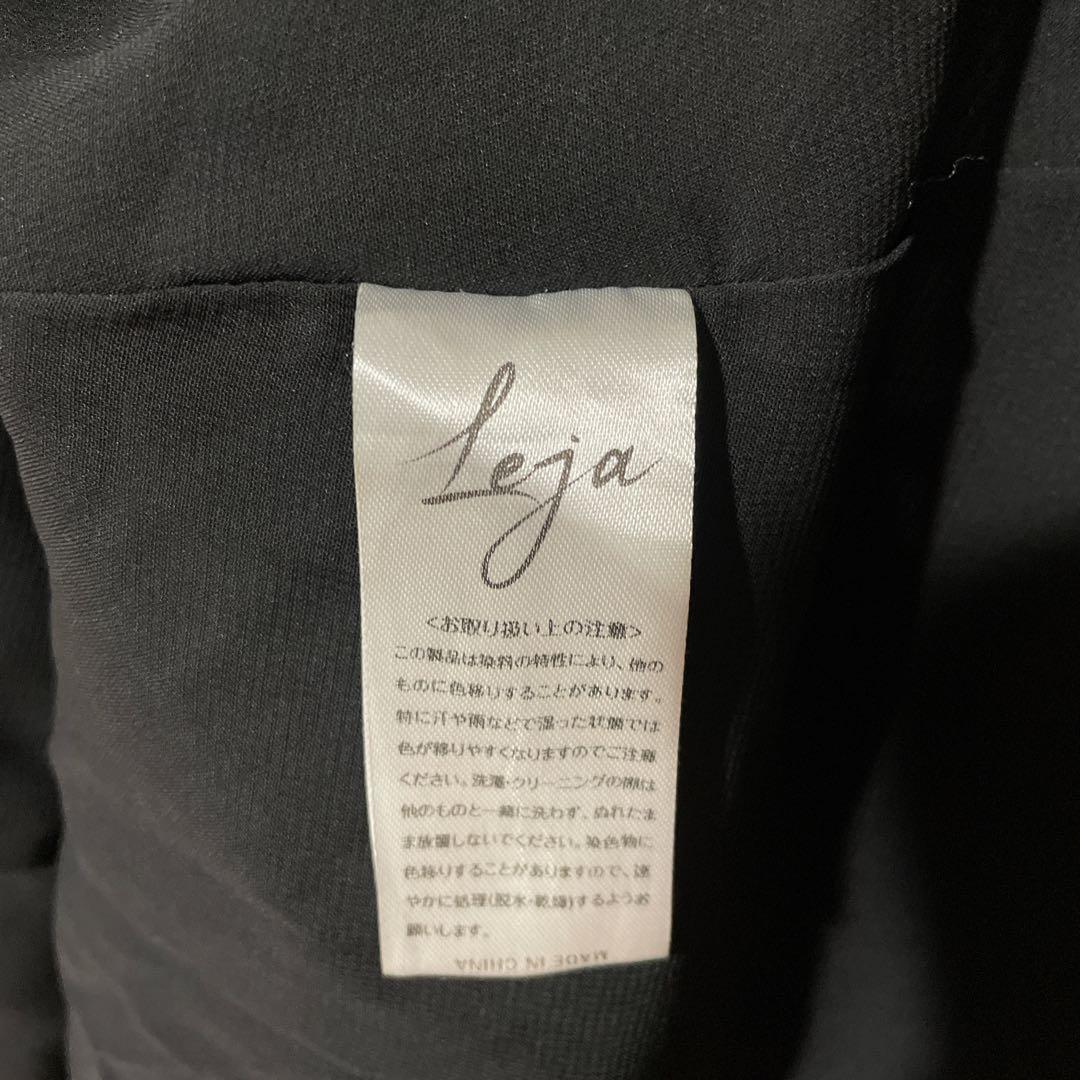 Leja
<お取り扱い上の注意>
この製品は染料の特性により、他の
ものに色移りすることがあります。
特に汗や雨などで湿った状態では
色が移りやすくなりますのでご注意
ください。洗濯・クリーニングの際は
他のものと一緒に洗わず、ぬれたま
ま放置しないでください。染色物に
色移りすることがありますので、速
やかに処理(脱水・乾燥)するようお
願いします。
MADE IN CHINA